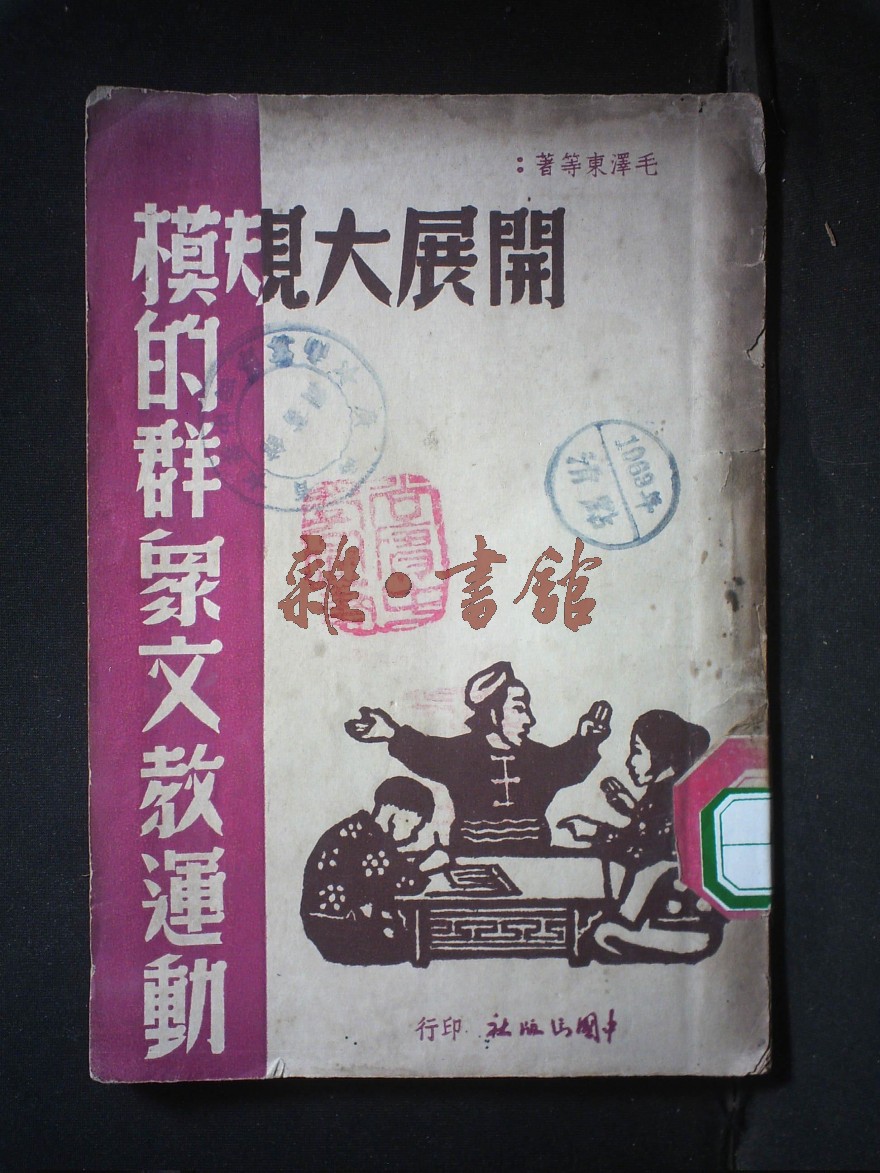 毛澤東等著：
開展大規模
的群衆文教運動
雜·書館
中國出版社 印行